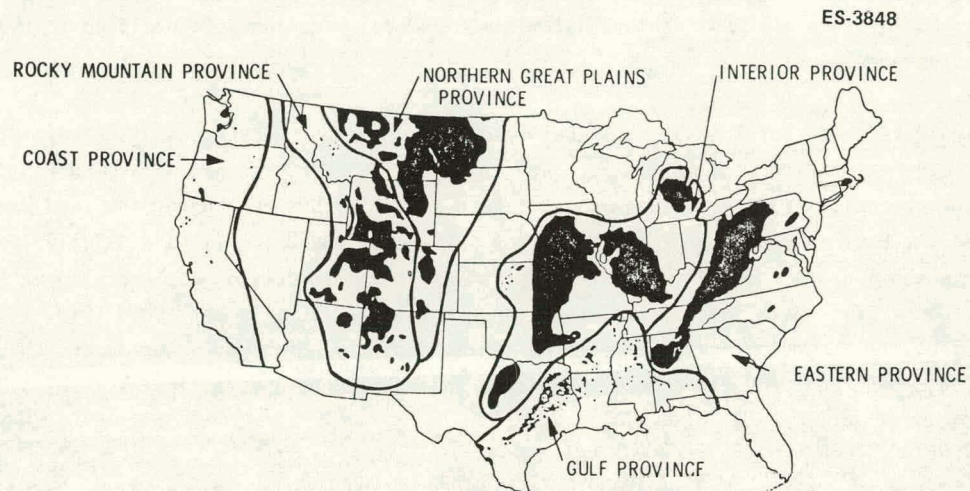 ES-3848
ROCKY MOUNTAIN PROVINCE
NORTHERN GREAT PLAINS
PROVINCE
INTERIOR PROVINCE
COAST PROVINCE
EASTERN PROVINCE
GULF PROVINCE